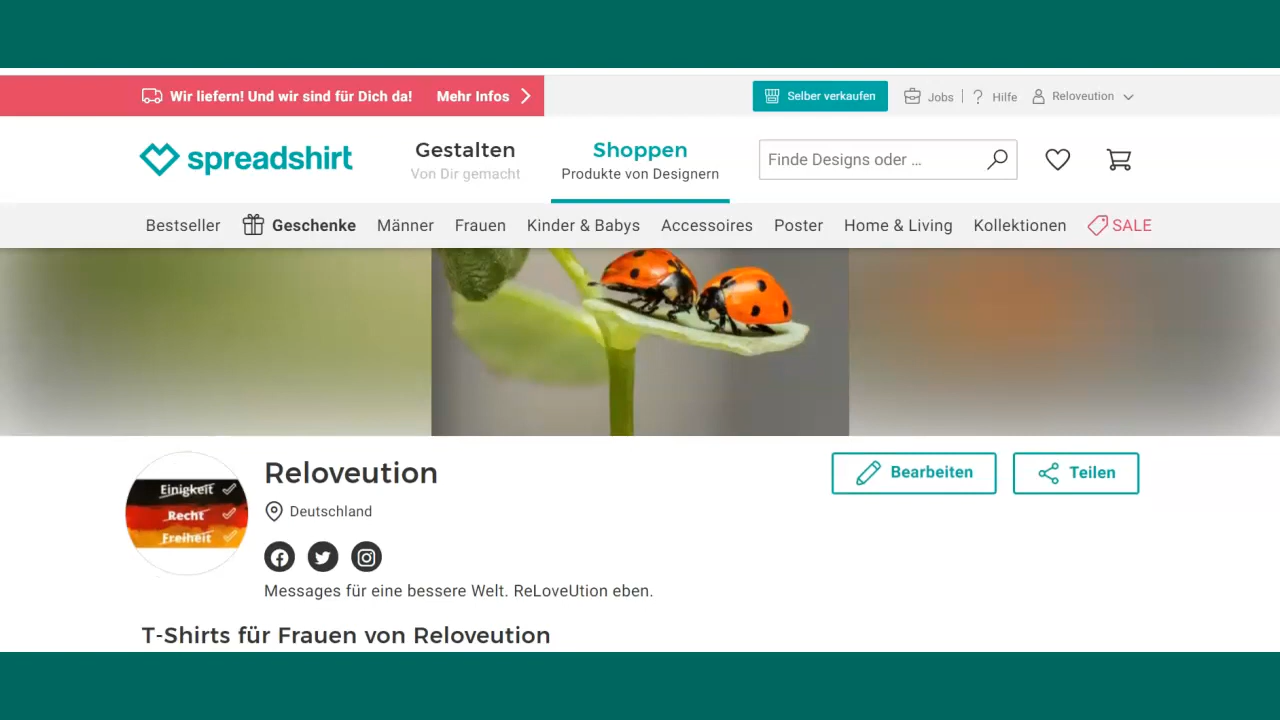 Wir liefern! Und wir sind für Dich da! Mehr Infos
Selber verkaufen
Jobs
Hilfe
Reloveution
spreadshirt
Gestalten
Von Dir gemacht
Shoppen
Produkte von Designern
Finde Designs oder ...
Bestseller
Geschenke
Männer
Frauen
Kinder & Babys
Accessoires
Poster
Home & Living
Kollektionen
SALE
Einigkeit
Recht
Freiheit
Reloveution
Deutschland
Messages für eine bessere Welt. ReLoveUtion eben.
Bearbeiten
Teilen
T-Shirts für Frauen von Reloveution